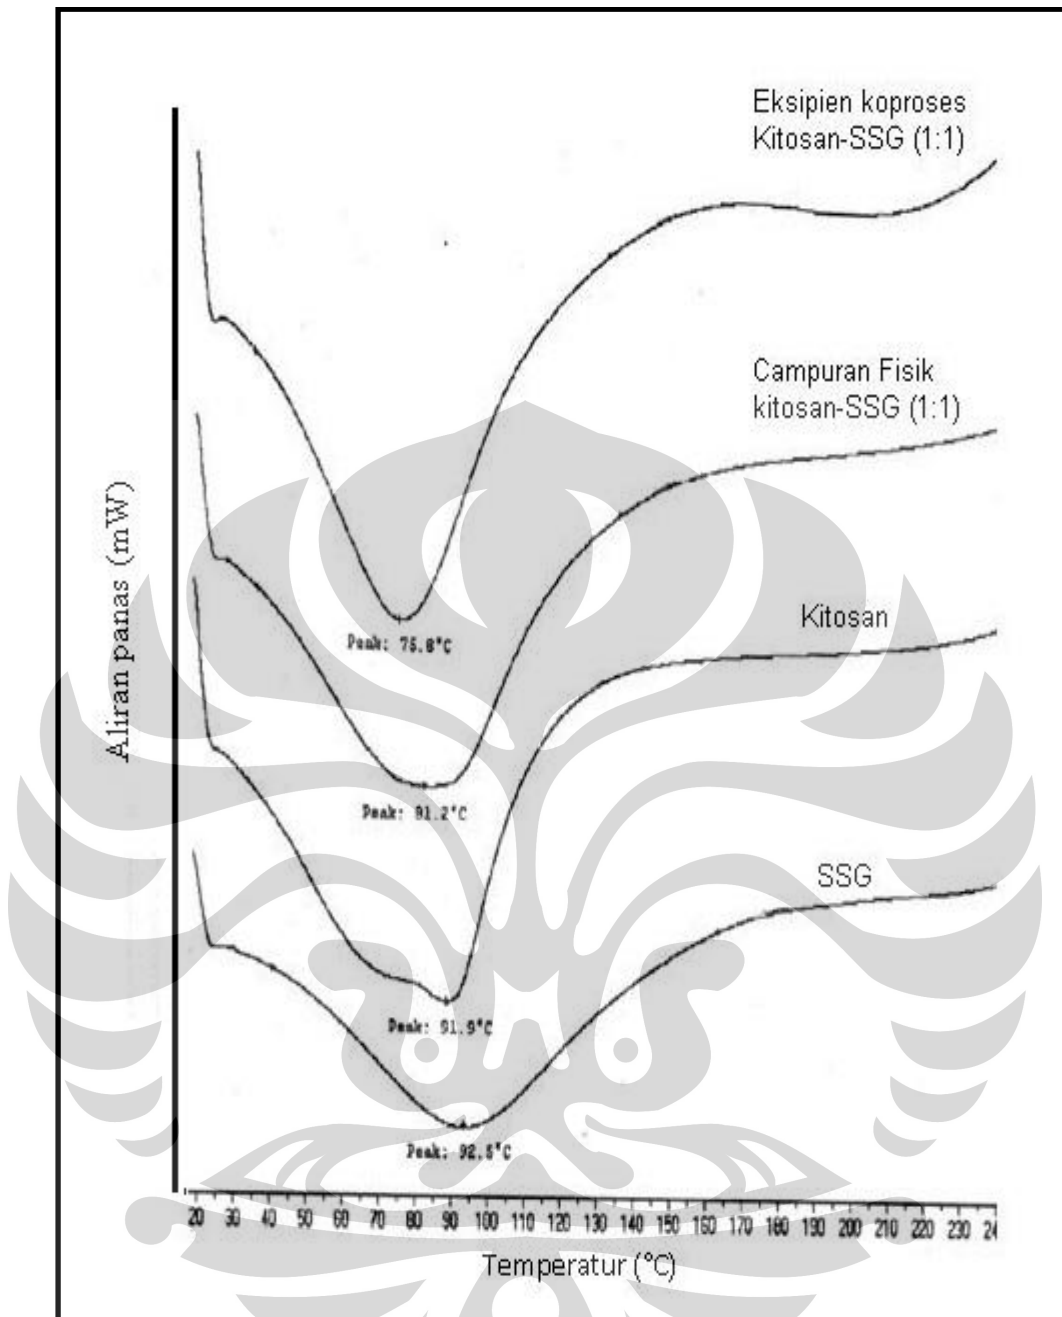 Eksipien koproses
Kitosan-SSG (1:1)
Campuran Fisik
kitosan-SSG (1:1)
Aliran panas (mW)
Peak: 75.8°C
Kitosan
Peak: 81.2°C
SSG
Peak: 91.9°C
Peak: 92.5°C
20 30 40 50 60 70 80 90 100 110 120 130 140 150 160 170 180 190 200 210 220 230 24
Temperatur (°C)